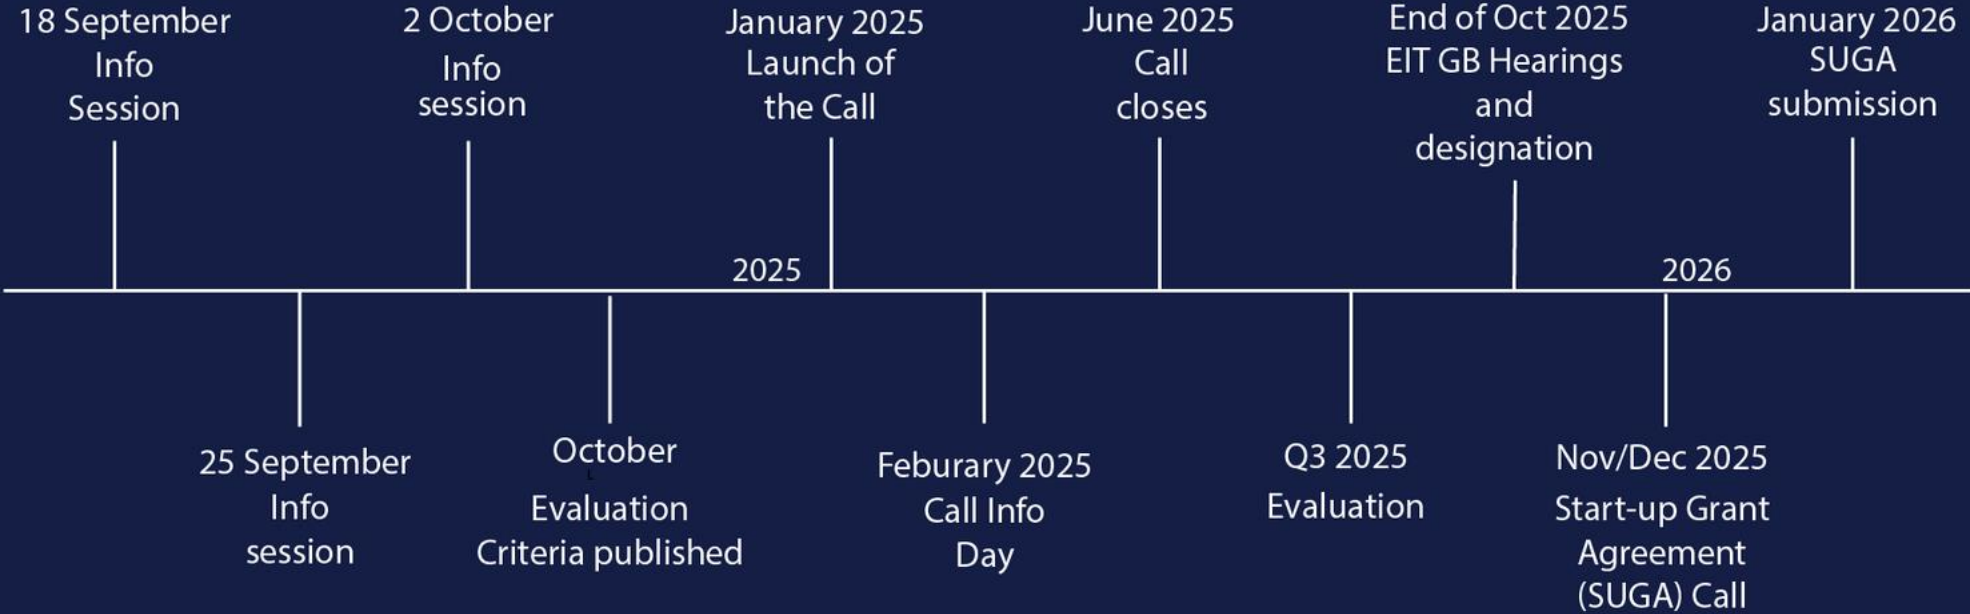 18 September
Info
Session
2 October
Info
session
January 2025
Launch of
the Call
June 2025
Call
closes
End of Oct 2025
EIT GB Hearings
and
designation
January 2026
SUGA
submission
2025
2026
25 September
Info
session
October
Evaluation
Criteria published
Feburary 2025
Call Info
Day
Q3 2025
Evaluation
Nov/Dec 2025
Start-up Grant
Agreement
(SUGA) Call